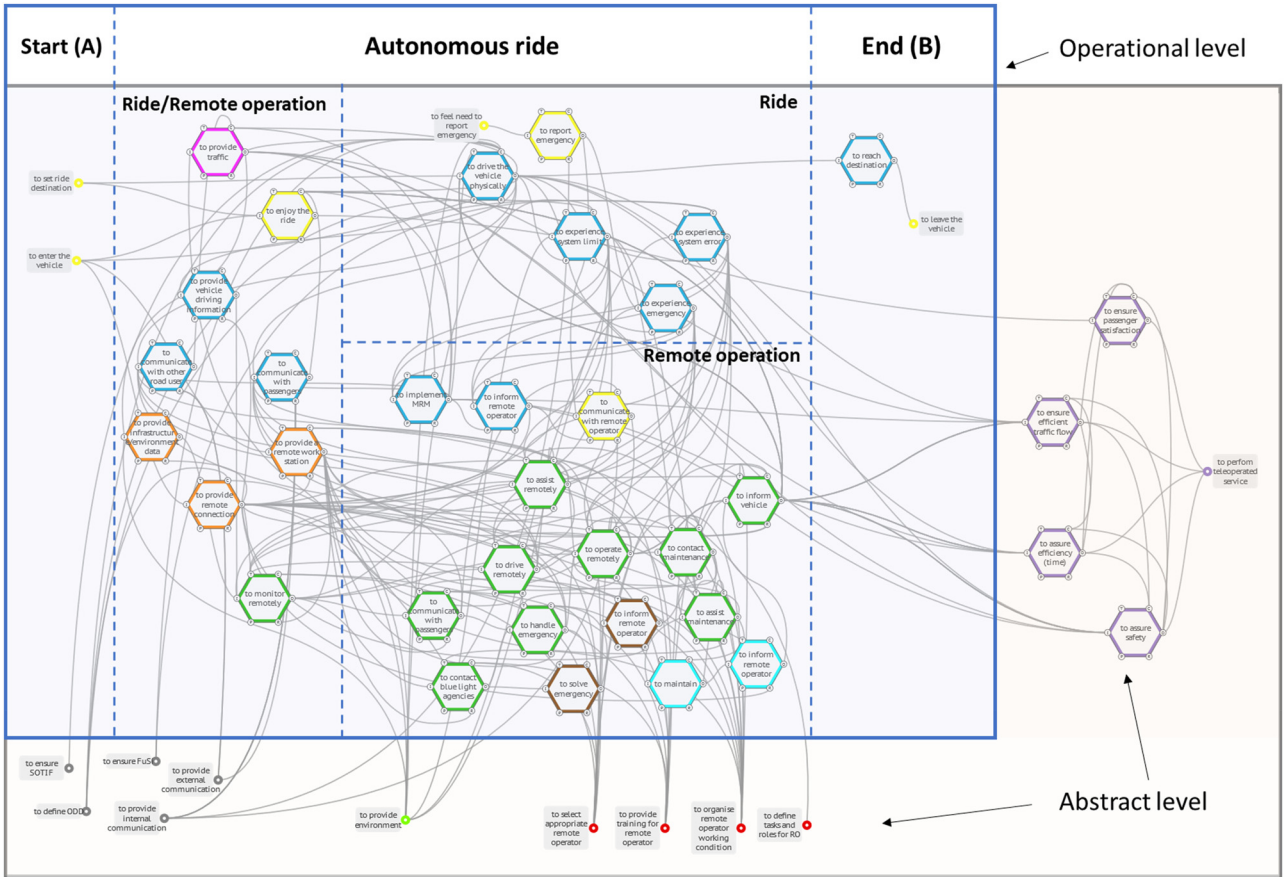 Start (A)
Autonomous ride
End (B)
Operational level
Ride/Remote operation
Ride
to feel need to
report
emergency
to report
emergency
to provide
traffic
to drive the
vehicle
physically
to reach
destination
to set ride
destination
to enjoy the
ride
to leave the
vehicle
to experience
system limit
to experience
system error
to enter the
vehicle
to provide
vehicle
driving
information
to experience
emergency
to ensure
passenger
satisfaction
Remote operation
to
communicate
with other
road user
to
communicate
with
passenger
to implement
MRM
to inform
remote
operator
to
communicate
with remote
operator
to ensure
efficient
traffic flow
to provide
infrastructur
e/environment
data
to provide a
remote work
station
to perfom
teleoperated
service
to assist
remotely
to inform
vehicle
to provide
remote
connection
to operate
remotely
to contact
maintenance
to assure
efficiency
(time)
to drive
remotely
to monitor
remotely
to
communicate
with
passengers
to handle
emergency
to inform
remote
operator
to assist
maintenance
to assure
safety
to inform
remote
operator
to contact
blue light
agencies
to solve
emergency
to maintain
to ensure
SOTIF
to ensure FuSi
to provide
external
communication
to define ODD
to provide
internal
communication
to provide
environment
to select
appropriate
remote
operator
to provide
training for
remote
operator
to organise
remote
operator
working
condition
to define
tasks and
roles for RO
Abstract level